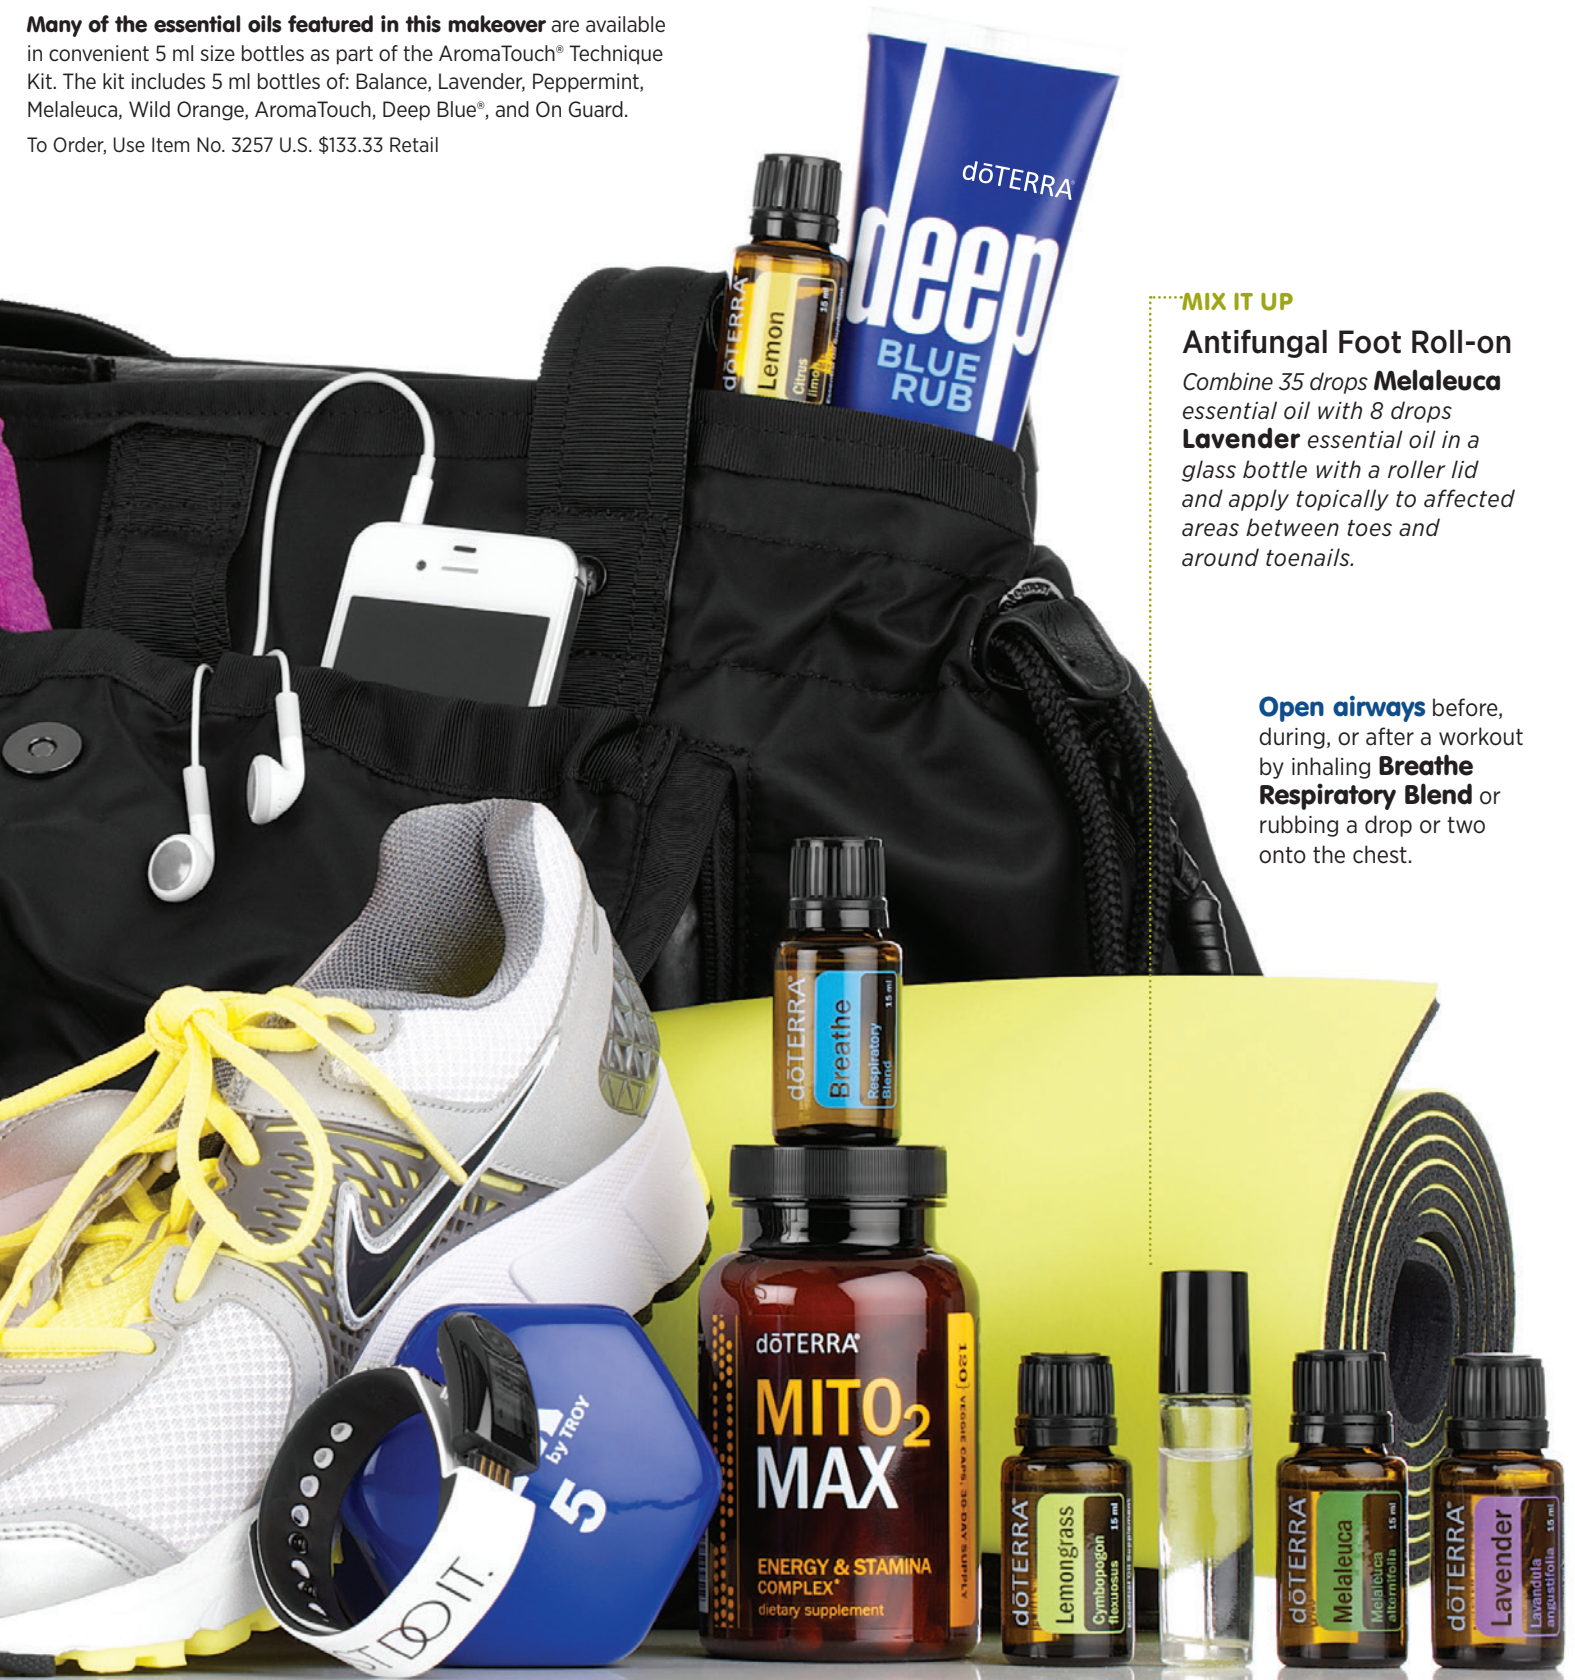 Many of the essential oils featured in this makeover are available
in convenient 5 ml size bottles as part of the AromaTouch® Technique
Kit. The kit includes 5 ml bottles of: Balance, Lavender, Peppermint,
Melaleuca, Wild Orange, AromaTouch, Deep Blue®, and On Guard.
To Order, Use Item No. 3257 U.S. $133.33 Retail
dōTERRA®
deep
BLUE
RUB
dōTERRA®
Lemon
15 ml
Citrus
limon
MIX IT UP
Antifungal Foot Roll-on
Combine 35 drops Melaleuca
essential oil with 8 drops
Lavender essential oil in a
glass bottle with a roller lid
and apply topically to affected
areas between toes and
around toenails.
Open airways before,
during, or after a workout
by inhaling Breathe
Respiratory Blend or
rubbing a drop or two
onto the chest.
dōTERRA®
Breathe
15 ml
Respiratory
Blend
dōTERRA®
MITO2
MAX
ENERGY & STAMINA
COMPLEX*
dietary supplement
120 VEGGIE CAPS, 30-DAY SUPPLY
by TROY
5
DO IT.
dōTERRA®
Lemongrass
15 ml
Cymbopogon
flexuosus
Essential Oil Supplement
dōTERRA®
Melaleuca
15 ml
Melaleuca
alternifolia
dōTERRA®
Lavender
15 ml
Lavandula
angustifolia